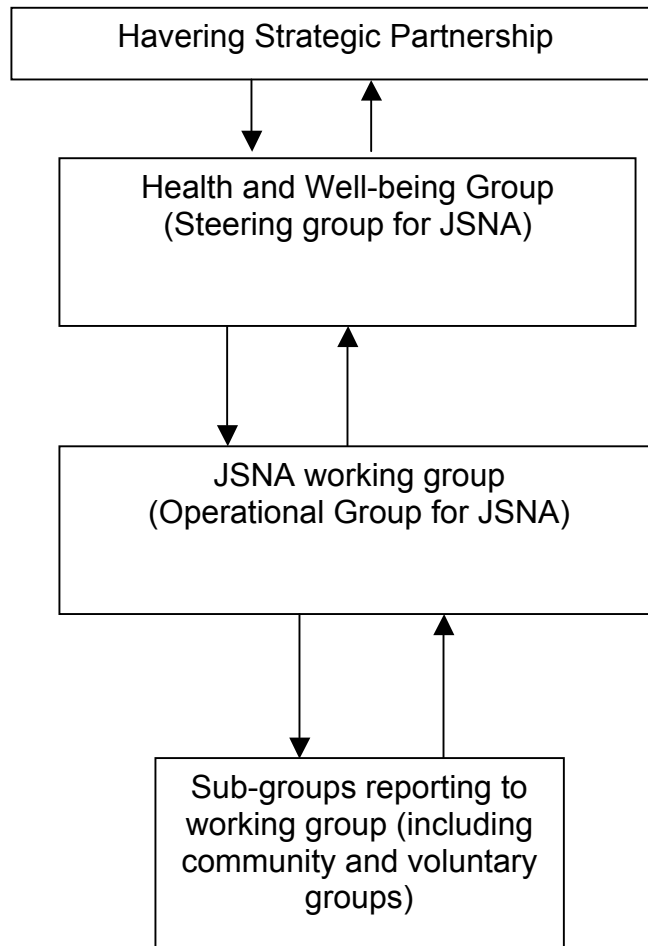 Havering Strategic Partnership
Health and Well-being Group
(Steering group for JSNA)
JSNA working group
(Operational Group for JSNA)
Sub-groups reporting to
working group (including
community and voluntary
groups)